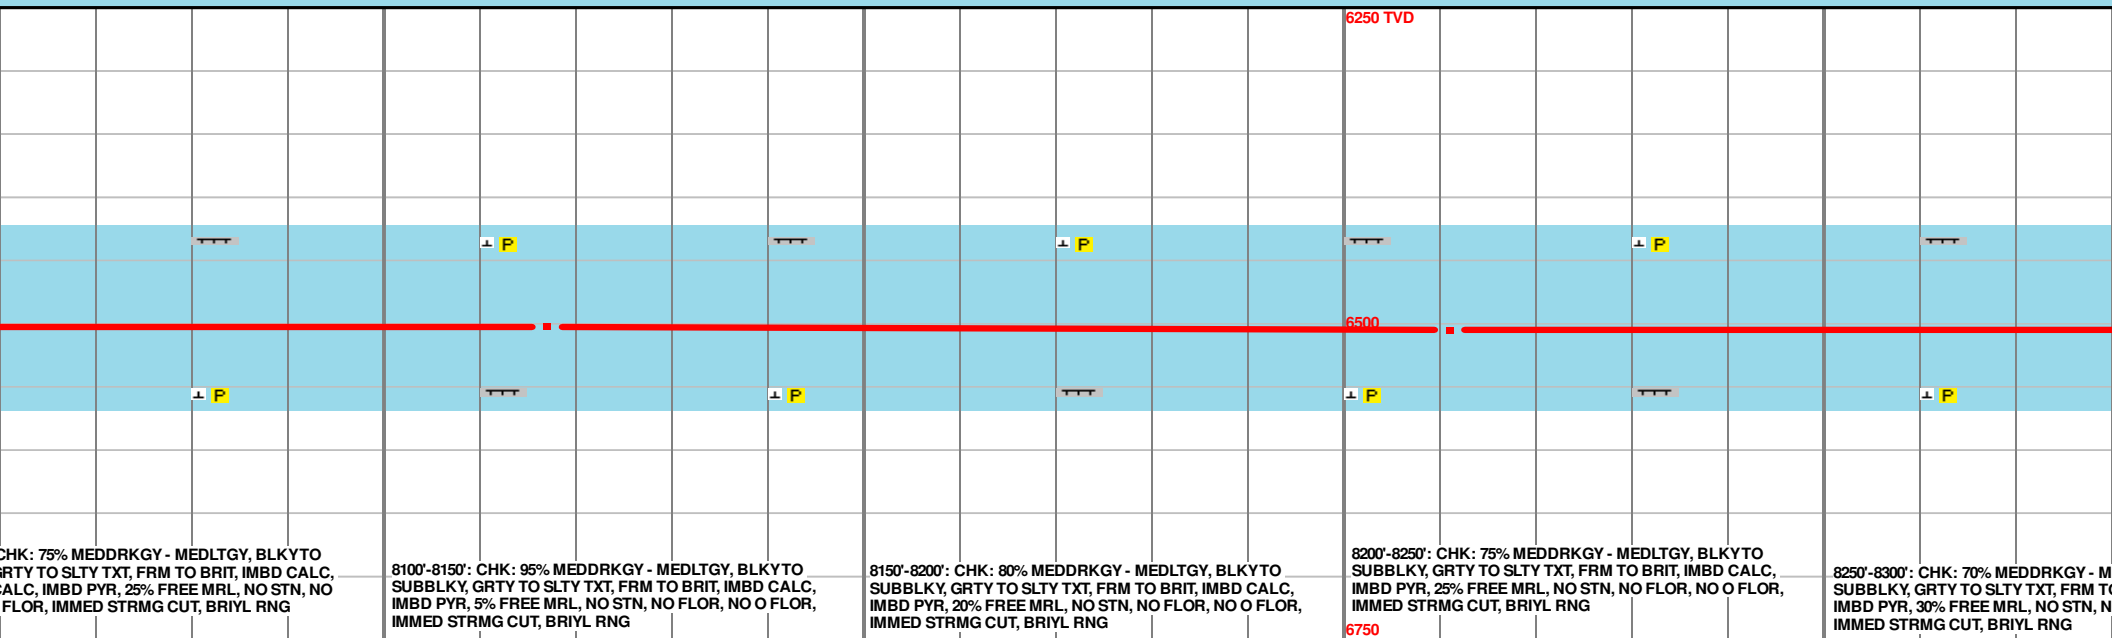 6250 TVD
P
P
P
6500
P
P
P
P
CHK: 75% MEDDRKGY - MEDLTGY, BLKYTO
GRTY TO SLTY TXT, FRM TO BRIT, IMBD CALC,
CALC, IMBD PYR, 25% FREE MRL, NO STN, NO
FLOR, IMMED STRMG CUT, BRIYL RNG
8100'-8150': CHK: 95% MEDDRKGY - MEDLTGY, BLKYTO
SUBBLKY, GRTY TO SLTY TXT, FRM TO BRIT, IMBD CALC,
IMBD PYR, 5% FREE MRL, NO STN, NO FLOR, NO O FLOR,
IMMED STRMG CUT, BRIYL RNG
8150'-8200': CHK: 80% MEDDRKGY - MEDLTGY, BLKYTO
SUBBLKY, GRTY TO SLTY TXT, FRM TO BRIT, IMBD CALC,
IMBD PYR, 20% FREE MRL, NO STN, NO FLOR, NO O FLOR,
IMMED STRMG CUT, BRIYL RNG
8200'-8250': CHK: 75% MEDDRKGY - MEDLTGY, BLKYTO
SUBBLKY, GRTY TO SLTY TXT, FRM TO BRIT, IMBD CALC,
IMBD PYR, 25% FREE MRL, NO STN, NO FLOR, NO O FLOR,
IMMED STRMG CUT, BRIYL RNG
8250'-8300': CHK: 70% MEDDRKGY - M
SUBBLKY, GRTY TO SLTY TXT, FRM TO
IMBD PYR, 30% FREE MRL, NO STN, N
IMMED STRMG CUT, BRIYL RNG
6750